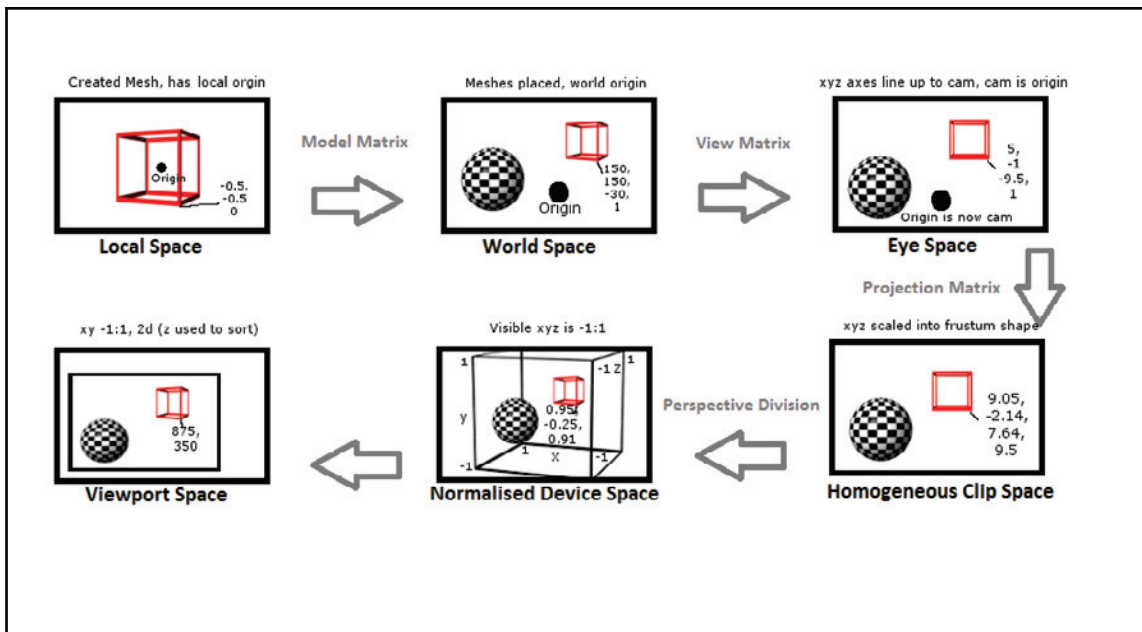 Created Mesh, has local orgin
Origin
-0.5,
-0.5
0
Local Space
Model Matrix
Meshes placed, world origin
150,
150,
-30,
1
Origin
World Space
View Matrix
xyz axes line up to cam, cam is origin
5,
-1
-9.5,
1
Origin is now cam
Eye Space
Projection Matrix
xyz scaled into frustum shape
9.05,
-2.14,
7.64,
9.5
Homogeneous Clip Space
Perspective Division
Visible xyz is -1:1
1
1
-1 Z
y
0.95,
-0.25,
0.91
-1
1
X
-1
Normalised Device Space
xy -1:1, 2d (z used to sort)
875,
350
Viewport Space